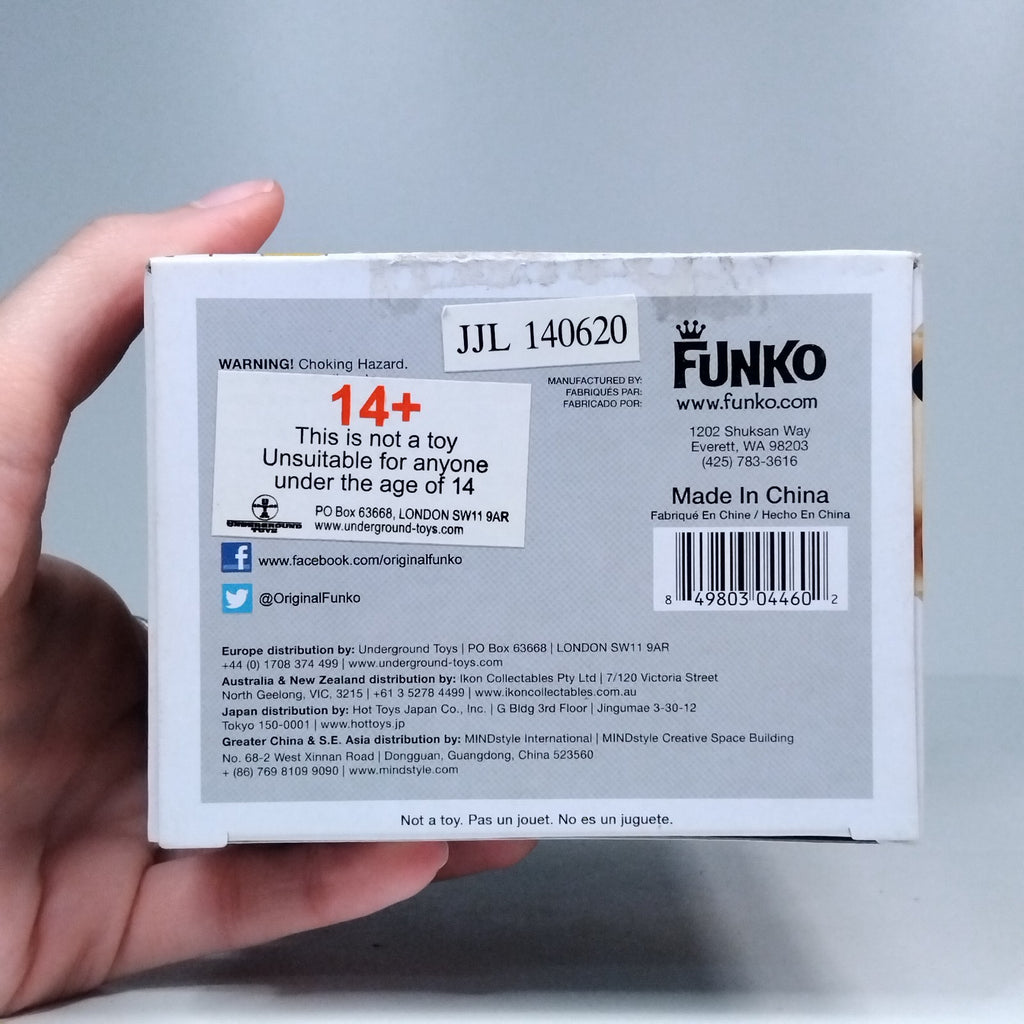 JJL 140620
WARNING! Choking Hazard.
14+
This is not a toy
Unsuitable for anyone
under the age of 14
UNDERGROUND
TOYS
PO Box 63668, LONDON SW11 9AR
www.underground-toys.com
MANUFACTURED BY:
FABRIQUÉS PAR:
FABRICADO POR:
FUNKO
www.funko.com
1202 Shuksan Way
Everett, WA 98203
(425) 783-3616
Made In China
Fabriqué En Chine / Hecho En China
8 49803 04460 2
f www.facebook.com/originalfunko
@OriginalFunko
Europe distribution by: Underground Toys | PO Box 63668 | LONDON SW11 9AR
+44 (0) 1708 374 499 | www.underground-toys.com
Australia & New Zealand distribution by: Ikon Collectables Pty Ltd | 7/120 Victoria Street
North Geelong, VIC, 3215 | +61 3 5278 4499 | www.ikoncollectables.com.au
Japan distribution by: Hot Toys Japan Co., Inc. | G Bldg 3rd Floor | Jingumae 3-30-12
Tokyo 150-0001 | www.hottoys.jp
Greater China & S.E. Asia distribution by: MINDstyle International | MINDstyle Creative Space Building
No. 68-2 West Xinnan Road | Dongguan, Guangdong, China 523560
+ (86) 769 8109 9090 | www.mindstyle.com
Not a toy. Pas un jouet. No es un juguete.